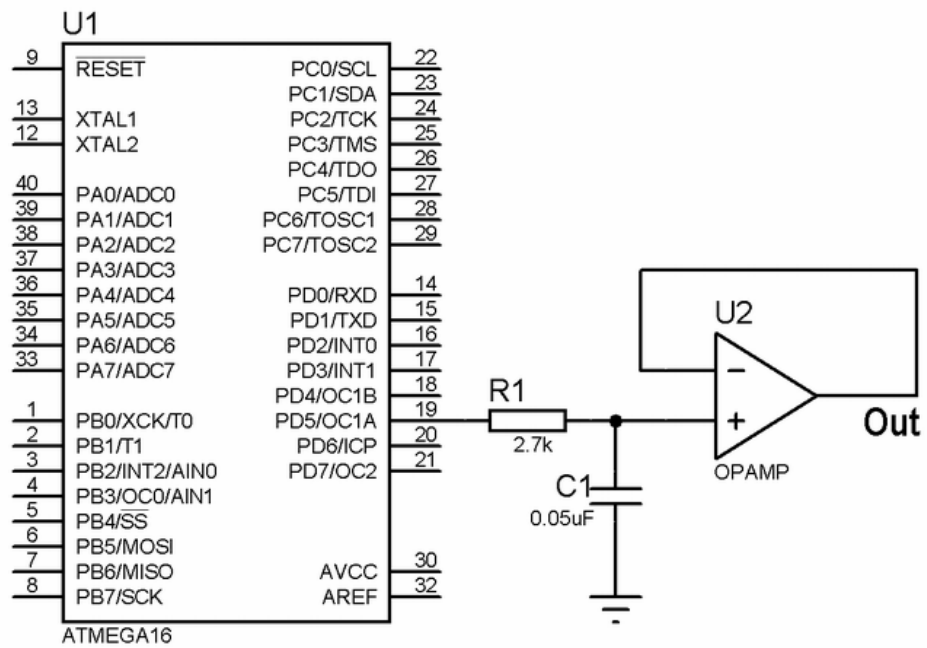 U1
9 RESET PC0/SCL 22
PC1/SDA 23
13 XTAL1 PC2/TCK 24
12 XTAL2 PC3/TMS 25
PC4/TDO 26
40 PA0/ADC0 PC5/TDI 27
39 PA1/ADC1 PC6/TOSC1 28
38 PA2/ADC2 PC7/TOSC2 29
37 PA3/ADC3
36 PA4/ADC4 PD0/RXD 14
35 PA5/ADC5 PD1/TXD 15
34 PA6/ADC6 PD2/INT0 16
33 PA7/ADC7 PD3/INT1 17
PD4/OC1B 18
1 PB0/XCK/T0 PD5/OC1A 19
2 PB1/T1 PD6/ICP 20
3 PB2/INT2/AIN0 PD7/OC2 21
4 PB3/OC0/AIN1
5 PB4/SS
6 PB5/MOSI
7 PB6/MISO AVCC 30
8 PB7/SCK AREF 32
ATMEGA16
R1
2.7k
C1
0.05uF
U2
-
+
OPAMP
Out